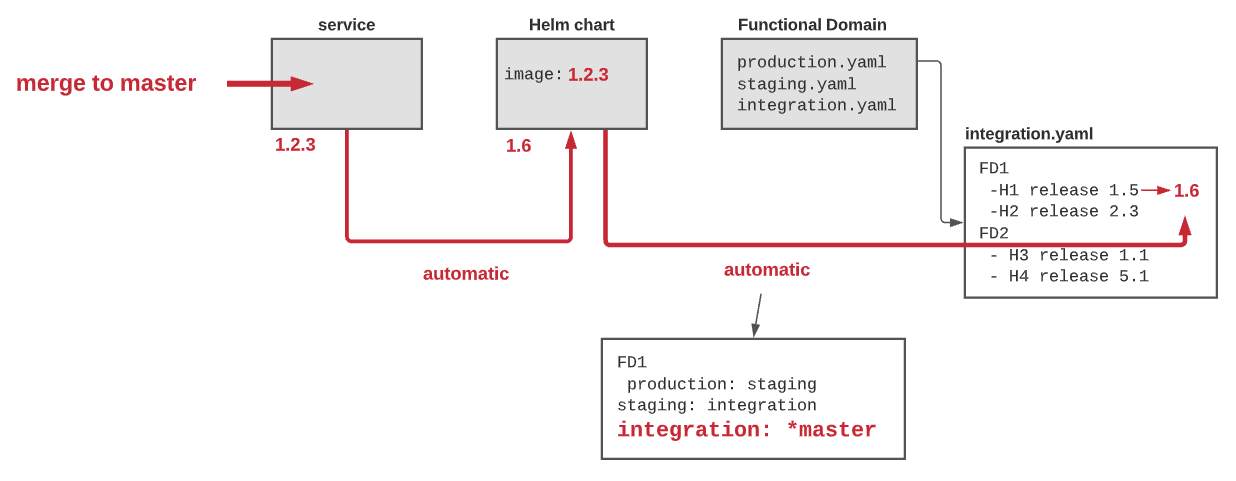 service
Helm chart
Functional Domain
merge to master
image: 1.2.3
production.yaml
staging.yaml
integration.yaml
1.2.3
1.6
integration.yaml
FD1
-H1 release 1.5 1.6
-H2 release 2.3
FD2
- H3 release 1.1
- H4 release 5.1
automatic
automatic
FD1
production: staging
staging: integration
integration: *master